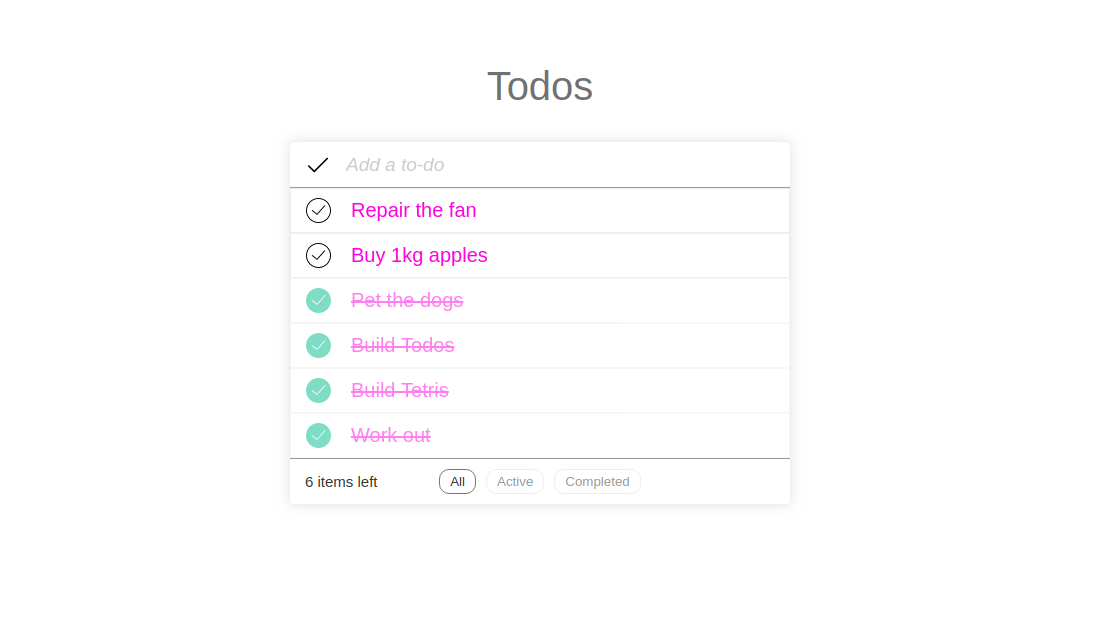 Todos
Add a to-do
Repair the fan
Buy 1kg apples
Pet the dogs
Build Todos
Build Tetris
Work out
6 items left All Active Completed